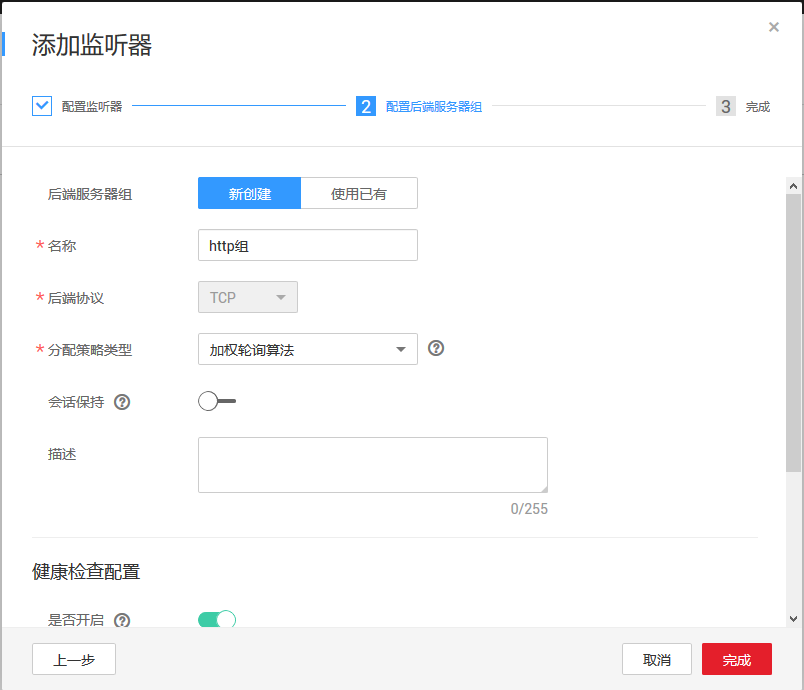 添加监听器
配置监听器 2 配置后端服务器组 3 完成
后端服务器组 新创建 使用已有
* 名称 http组
* 后端协议 TCP
* 分配策略类型 加权轮询算法 ?
会话保持 ?
描述
0/255
健康检查配置
是否开启 ?
上一步 取消 完成